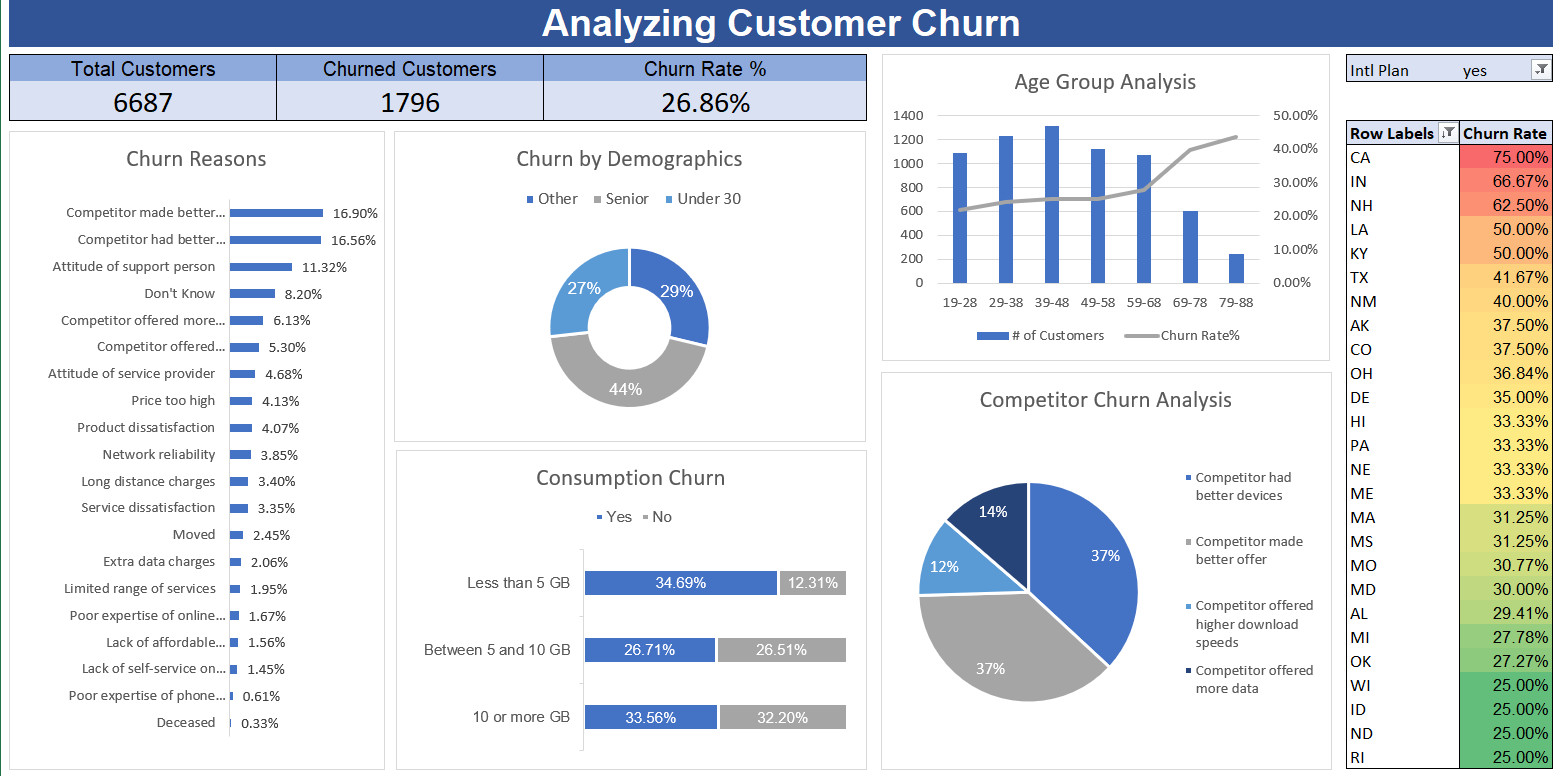 Analyzing Customer Churn
Total Customers
Churned Customers
Churn Rate %
6687
1796
26.86%
Churn Reasons
Competitor made better... 16.90%
Competitor had better... 16.56%
Attitude of support person 11.32%
Don't Know 8.20%
Competitor offered more... 6.13%
Competitor offered... 5.30%
Attitude of service provider 4.68%
Price too high 4.13%
Product dissatisfaction 4.07%
Network reliability 3.85%
Long distance charges 3.40%
Service dissatisfaction 3.35%
Moved 2.45%
Extra data charges 2.06%
Limited range of services 1.95%
Poor expertise of online... 1.67%
Lack of affordable... 1.56%
Lack of self-service on... 1.45%
Poor expertise of phone... 0.61%
Deceased 0.33%
Churn by Demographics
Other Senior Under 30
27%
29%
44%
Consumption Churn
Yes No
Less than 5 GB 34.69% 12.31%
Between 5 and 10 GB 26.71% 26.51%
10 or more GB 33.56% 32.20%
Age Group Analysis
1400 50.00%
1200
1000 40.00%
800 30.00%
600 20.00%
400 10.00%
200
0 0.00%
19-28 29-38 39-48 49-58 59-68 69-78 79-88
# of Customers Churn Rate%
Competitor Churn Analysis
14%
37%
12%
37%
Competitor had
better devices
Competitor made
better offer
Competitor offered
higher download
speeds
Competitor offered
more data
Intl Plan yes
Row Labels Churn Rate
CA 75.00%
IN 66.67%
NH 62.50%
LA 50.00%
KY 50.00%
TX 41.67%
NM 40.00%
AK 37.50%
CO 37.50%
OH 36.84%
DE 35.00%
HI 33.33%
PA 33.33%
NE 33.33%
ME 33.33%
MA 31.25%
MS 31.25%
MO 30.77%
MD 30.00%
AL 29.41%
MI 27.78%
OK 27.27%
WI 25.00%
ID 25.00%
ND 25.00%
RI 25.00%